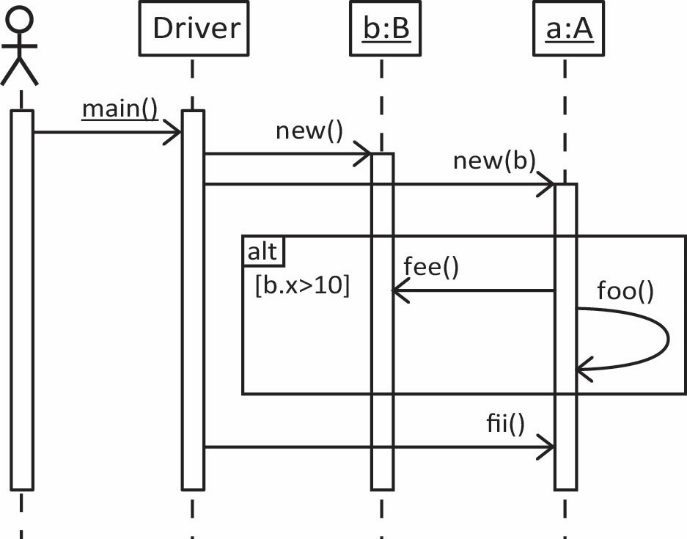 Driver
b:B
a:A
main()
new()
new(b)
alt
[b.x>10]
fee()
foo()
fii()